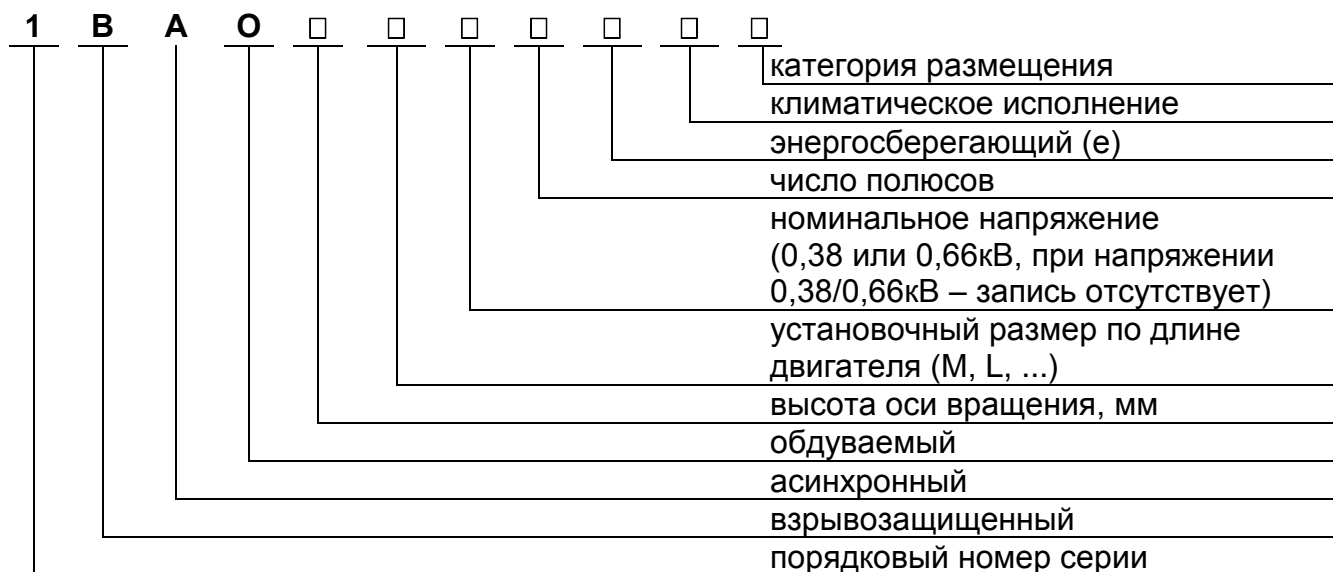 1 В А О □ □ □ □ □ □ □
категория размещения
климатическое исполнение
энергосберегающий (е)
число полюсов
номинальное напряжение
(0,38 или 0,66кВ, при напряжении
0,38/0,66кВ – запись отсутствует)
установочный размер по длине
двигателя (M, L, ...)
высота оси вращения, мм
обдуваемый
асинхронный
взрывозащищенный
порядковый номер серии